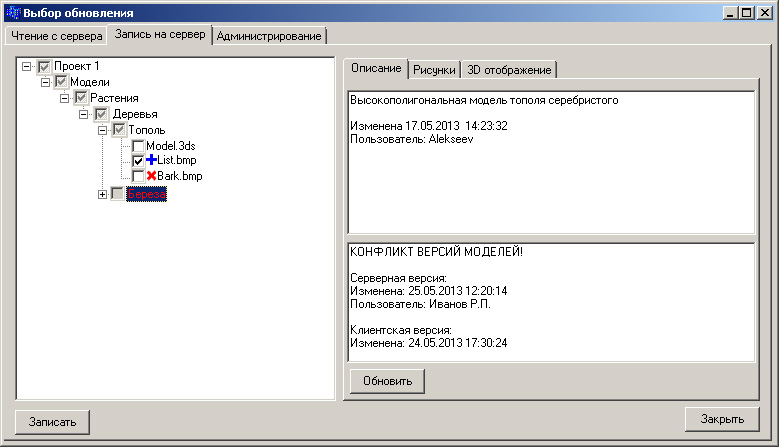 Выбор обновления
Чтение с сервера
Запись на сервер
Администрирование
Проект 1
Модели
Растения
Деревья
Тополь
Model.3ds
List.bmp
Bark.bmp
Береза
Описание
Рисунки
3D отображение
Высокополигональная модель тополя серебристого
Изменена 17.05.2013 14:23:32
Пользователь: Alekseev
КОНФЛИКТ ВЕРСИЙ МОДЕЛЕЙ!
Серверная версия:
Изменена: 25.05.2013 12:20:14
Пользователь: Иванов Р.П.
Клиентская версия:
Изменена: 24.05.2013 17:30:24
Обновить
Записать
Закрыть